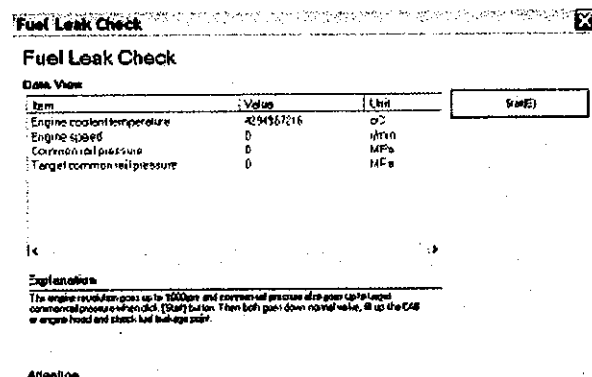 Fuel Leak Check
Fuel Leak Check
Data View
Item Value Unit Start(E)
Engine coolant temperature 4294967216 oC
Engine speed 0 r/min
Common rail pressure 0 MPa
Target common rail pressure 0 MPa
Explanation
The engine revolution goes up to 1000rpm and common rail pressure also goes up to target
common rail pressure when click [Start] button. Then both goes down normal value, tilt up the CAB
or engine hood and check fuel leakage point.
Attention